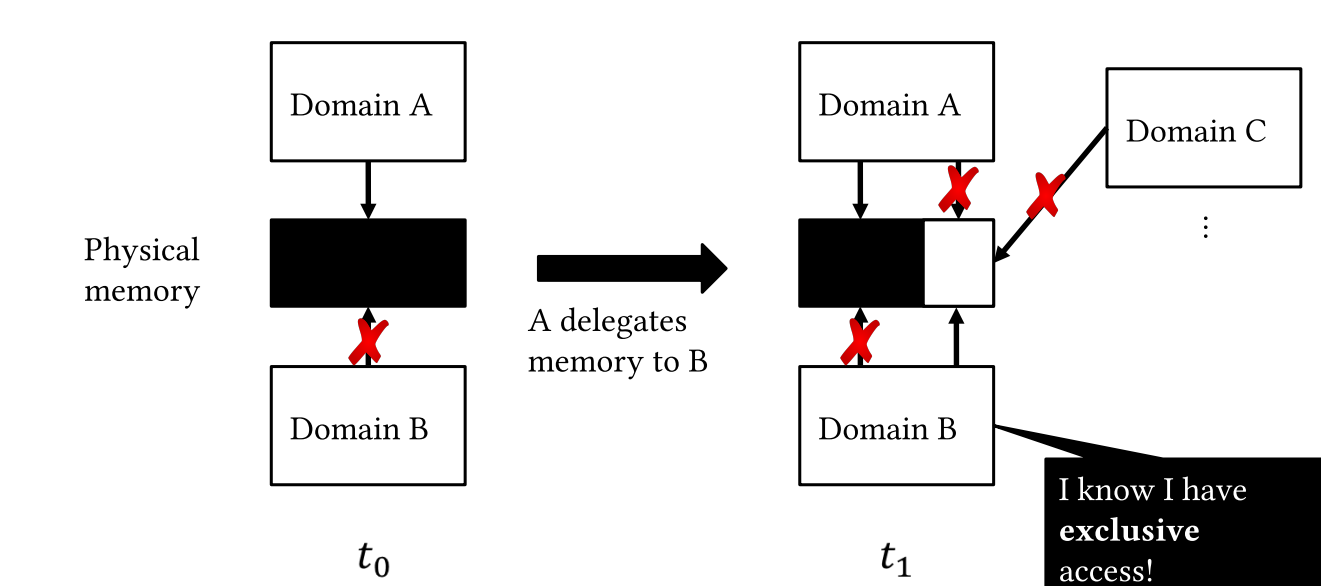 Domain A
Physical
memory
Domain B
t₀
A delegates
memory to B
Domain A
Domain C
⋮
Domain B
I know I have
exclusive
access!
t₁